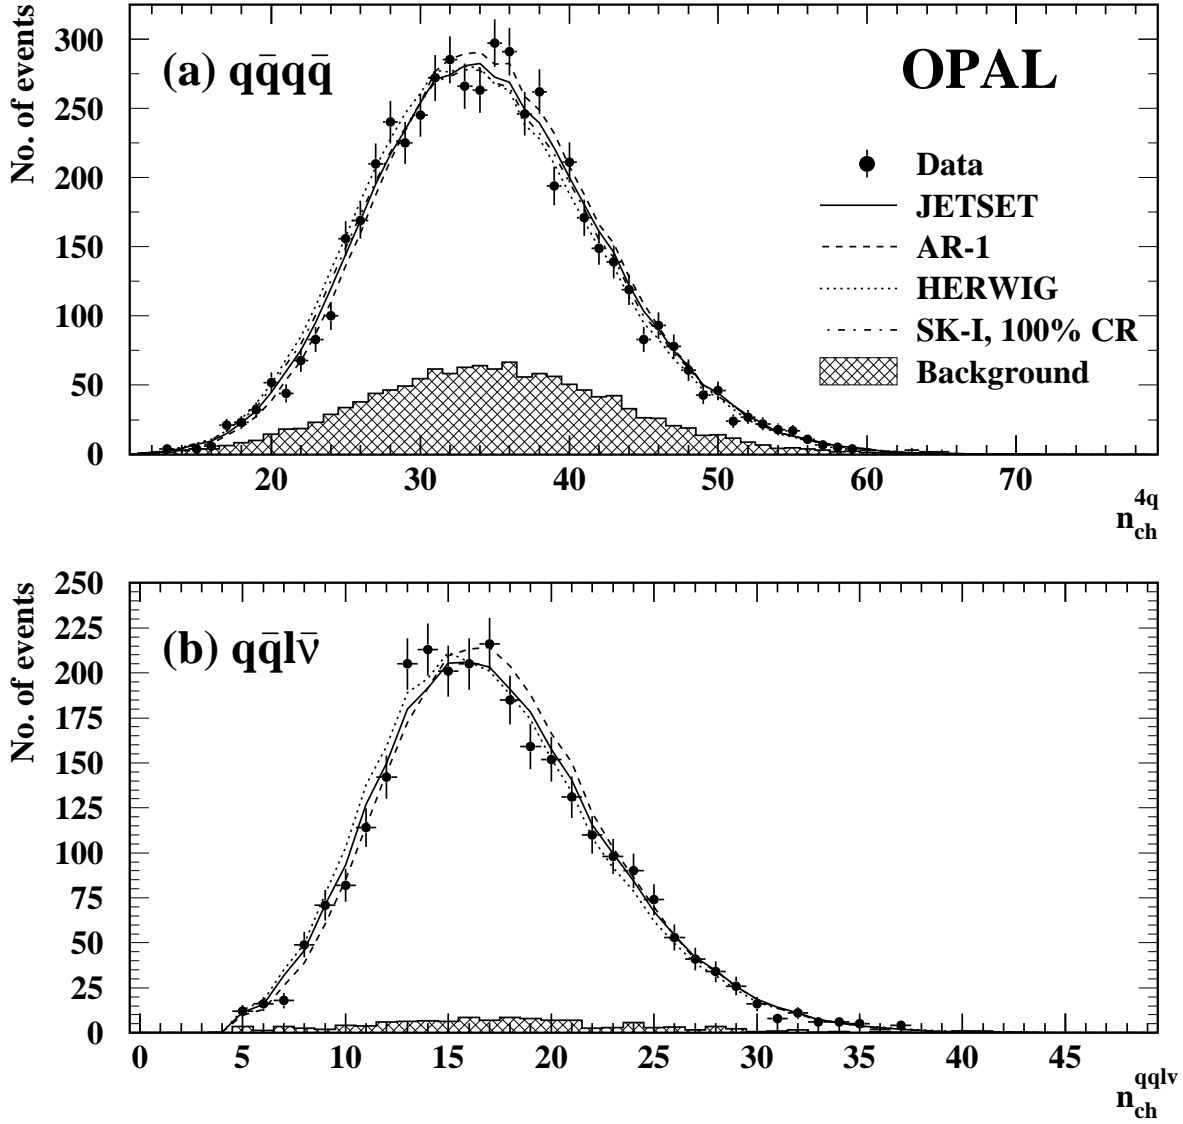 No. of events
300
250
200
150
100
50
0
(a) qq̄qq̄
OPAL
Data
JETSET
AR-1
HERWIG
SK-I, 100% CR
Background
20 30 40 50 60 70
n_ch^4q
No. of events
250
225
200
175
150
125
100
75
50
25
0
(b) qq̄lν̄
0 5 10 15 20 25 30 35 40 45
n_ch^qqlν